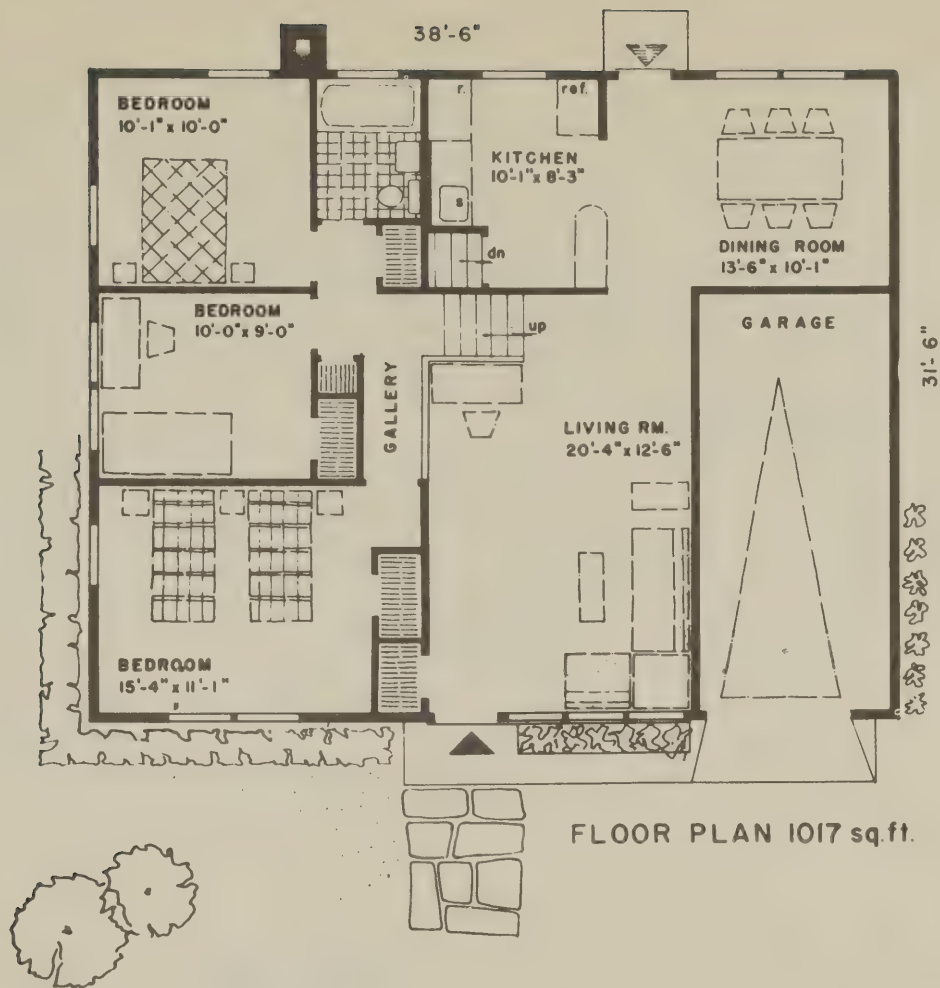 38'-6"
BEDROOM
10'-1" x 10'-0"
r.
ref.
KITCHEN
10'-1" x 8'-3"
s
dn
DINING ROOM
13'-6" x 10'-1"
BEDROOM
10'-0" x 9'-0"
up
GARAGE
31'-6"
GALLERY
LIVING RM.
20'-4" x 12'-6"
BEDROOM
15'-4" x 11'-1"
FLOOR PLAN 1017 sq.ft.